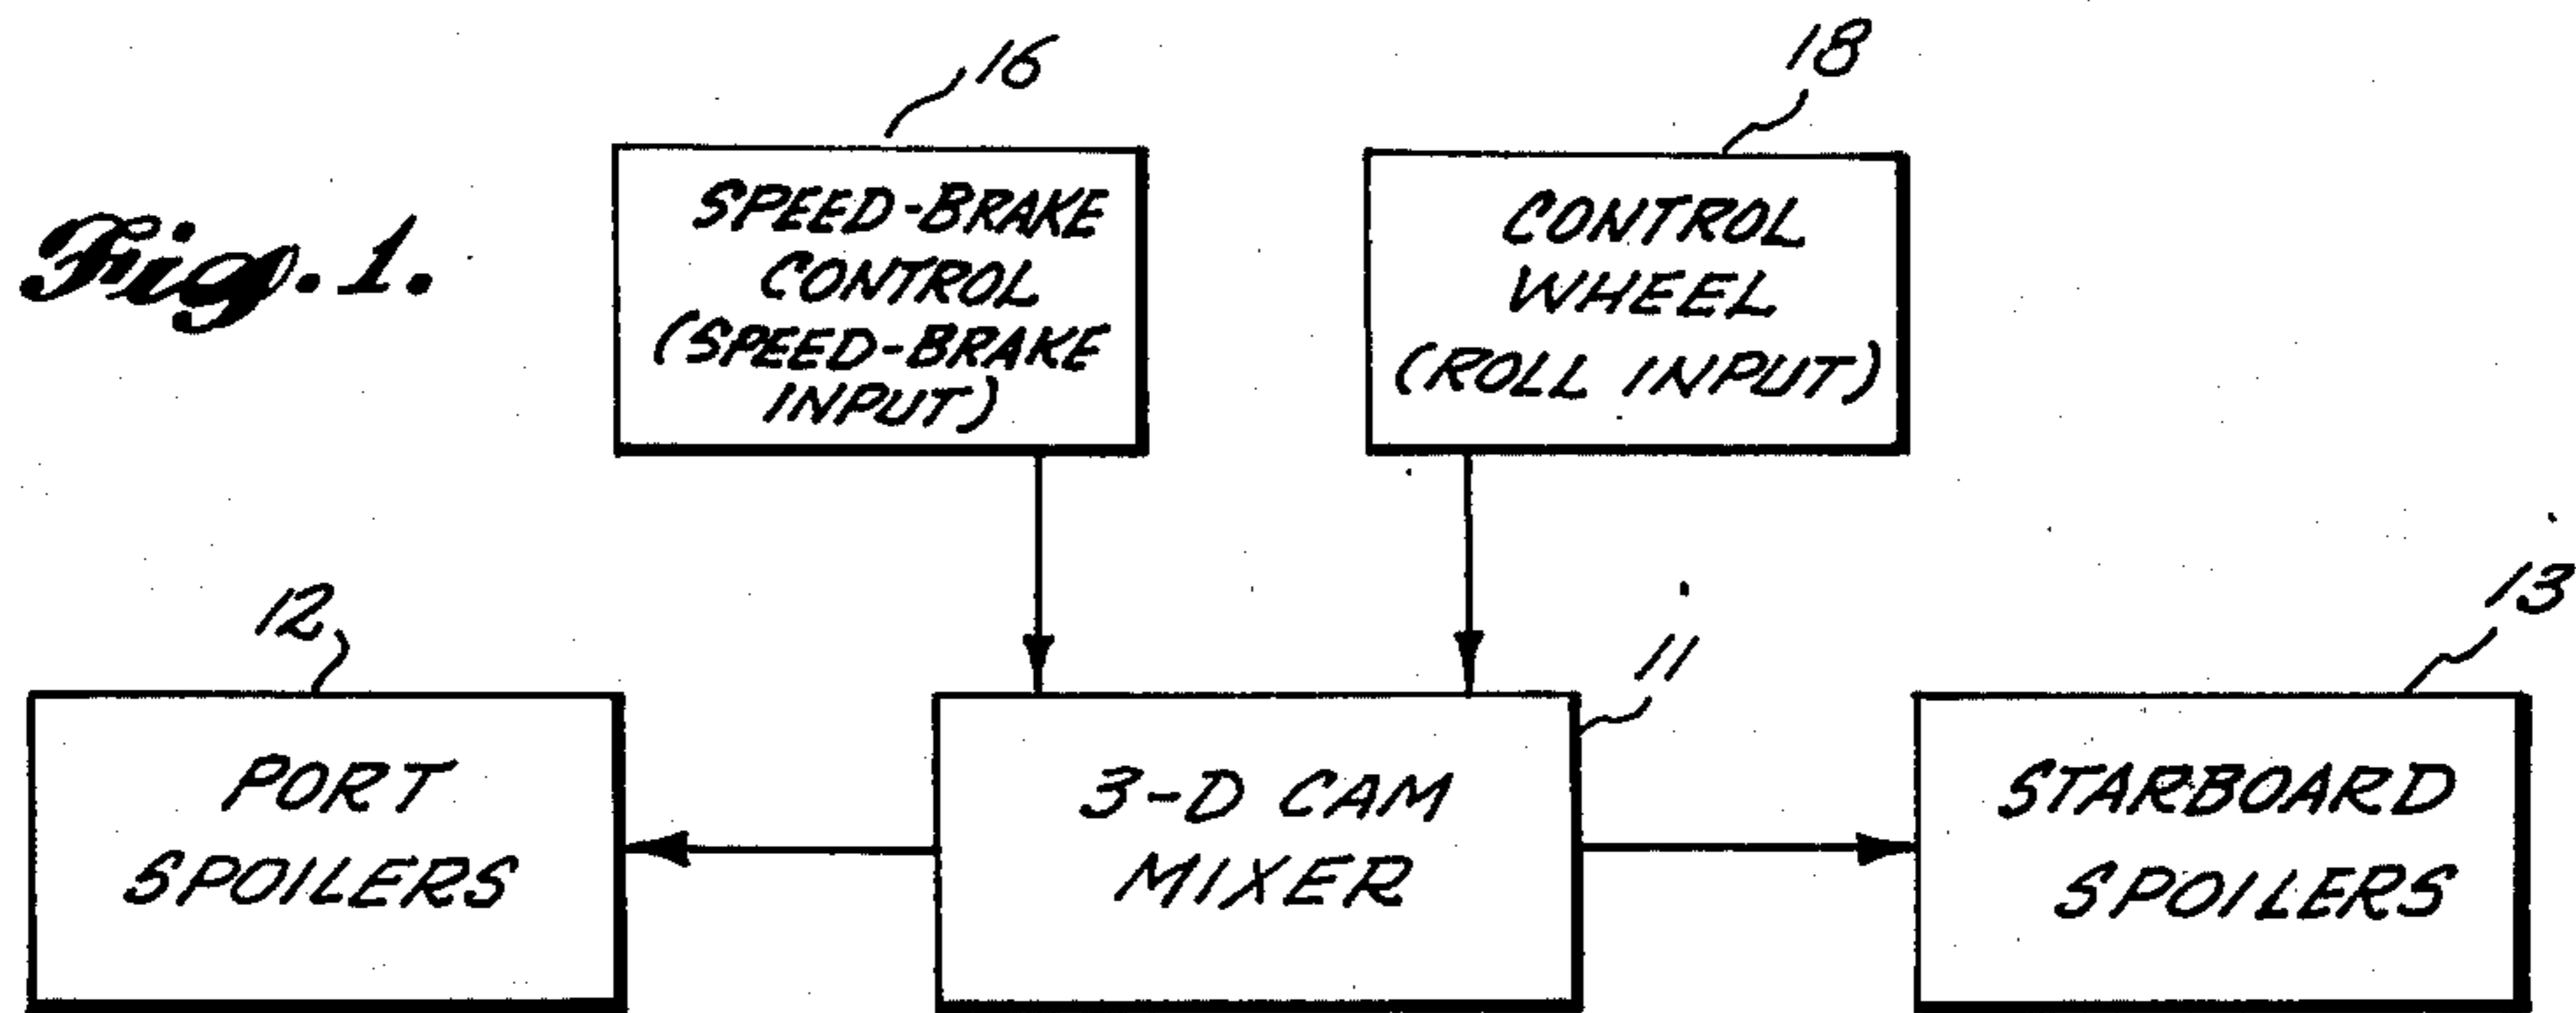 Fig. 1.
16
SPEED-BRAKE
CONTROL
(SPEED-BRAKE
INPUT)
18
CONTROL
WHEEL
(ROLL INPUT)
12
PORT
SPOILERS
11
3-D CAM
MIXER
13
STARBOARD
SPOILERS